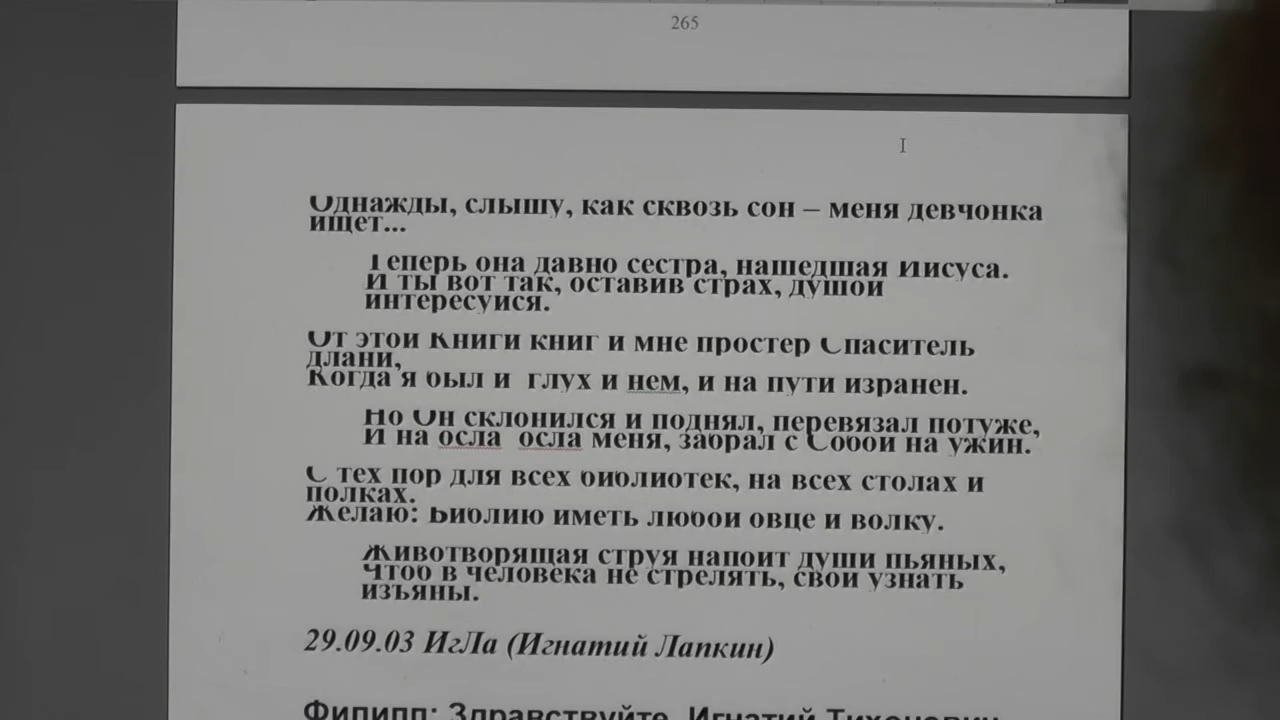 265
Однажды, слышу, как сквозь сон – меня девчонка
ищет...
Теперь она давно сестра, нашедшая Иисуса.
И ты вот так, оставив страх, душой
интересуйся.
От этой Книги книг и мне простер Спаситель
длани,
Когда я был и глух и нем, и на пути изранен.
Но Он склонился и поднял, перевязал потуже,
И на осла осла меня, забрал с Собой на ужин.
С тех пор для всех библиотек, на всех столах и
полках.
Желаю: Библию иметь любой овце и волку.
Животворящая струя напоит души пьяных,
Чтоб в человека не стрелять, свои узнать
изъяны.
29.09.03 ИгЛа (Игнатий Лапкин)
Филипп: Здравствуйте, Игнатий Тихонович